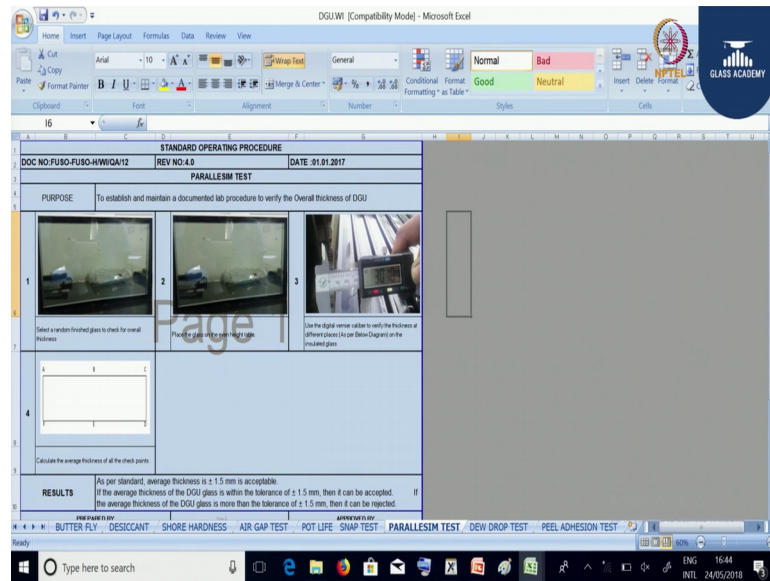 DGU.WI [Compatibility Mode] - Microsoft Excel
Home Insert Page Layout Formulas Data Review View
Cut
Copy
Format Painter
Paste
Clipboard
Arial 10
Font
Wrap Text
Merge & Center
Alignment
General
Number
Conditional Formatting
Format as Table
Normal Bad
Good Neutral
Styles
Insert Delete Format
Cells
NPTEL
GLASS ACADEMY
I6
STANDARD OPERATING PROCEDURE
DOC NO:FUSO-FUSO-H/WI/QA/12 REV NO:4.0 DATE :01.01.2017
PARALLESIM TEST
PURPOSE To establish and maintain a documented lab procedure to verify the Overall thickness of DGU
1 2 3
Select a random finished glass to check for overall thickness
Place the glass on the even height table.
Use the digital vernier caliper to verify the thickness at different places (As per Below Diagram) on the insulated glass
Page 1
4
Calculate the average thickness of all the check points
RESULTS
As per standard, average thickness is ± 1.5 mm is acceptable.
If the average thickness of the DGU glass is within the tolerance of ± 1.5 mm, then it can be accepted. If
the average thickness of the DGU glass is more than the tolerance of ± 1.5 mm, then it can be rejected.
PREPARED BY APPROVED BY
BUTTER FLY DESICCANT SHORE HARDNESS AIR GAP TEST POT LIFE SNAP TEST PARALLESIM TEST DEW DROP TEST PEEL ADHESION TEST
Ready
60%
Type here to search
ENG 16:44
INTL 24/05/2018